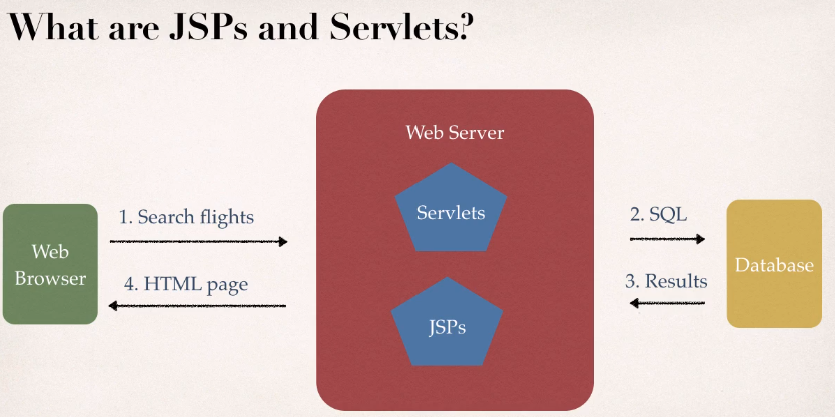 What are JSPs and Servlets?
Web Server
Servlets
JSPs
Web
Browser
1. Search flights
4. HTML page
2. SQL
3. Results
Database